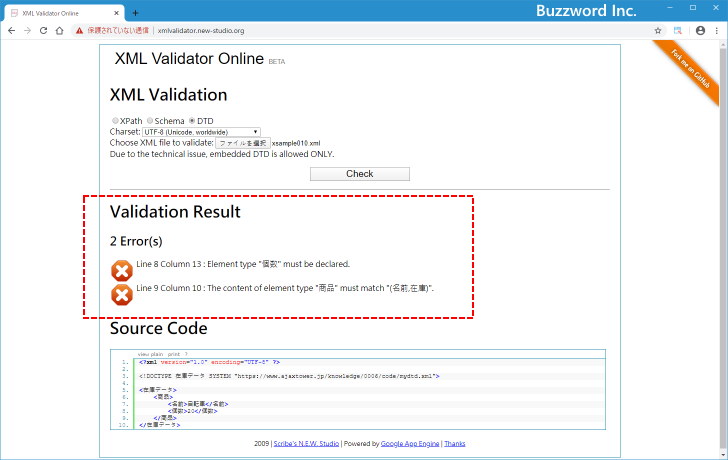 Buzzword Inc.
XML Validator Online
保護されていない通信 | xmlvalidator.new-studio.org
Fork me on GitHub
XML Validator Online BETA
XML Validation
XPath Schema DTD
Charset: UTF-8 (Unicode, worldwide)
Choose XML file to validate: ファイルを選択 xsample010.xml
Due to the technical issue, embedded DTD is allowed ONLY.
Check
Validation Result
2 Error(s)
Line 8 Column 13 : Element type "個数" must be declared.
Line 9 Column 10 : The content of element type "商品" must match "(名前,在庫)".
Source Code
view plain print ?
1. <?xml version="1.0" encoding="UTF-8" ?>
2.
3. <!DOCTYPE 在庫データ SYSTEM "https://www.ajaxtower.jp/knowledge/0006/code/mydtd.xml">
4.
5. <在庫データ>
6. <商品>
7. <名前>自転車</名前>
8. <個数>20</個数>
9. </商品>
10. </在庫データ>
2009 | Scribe's N.E.W. Studio | Powered by Google App Engine | Thanks